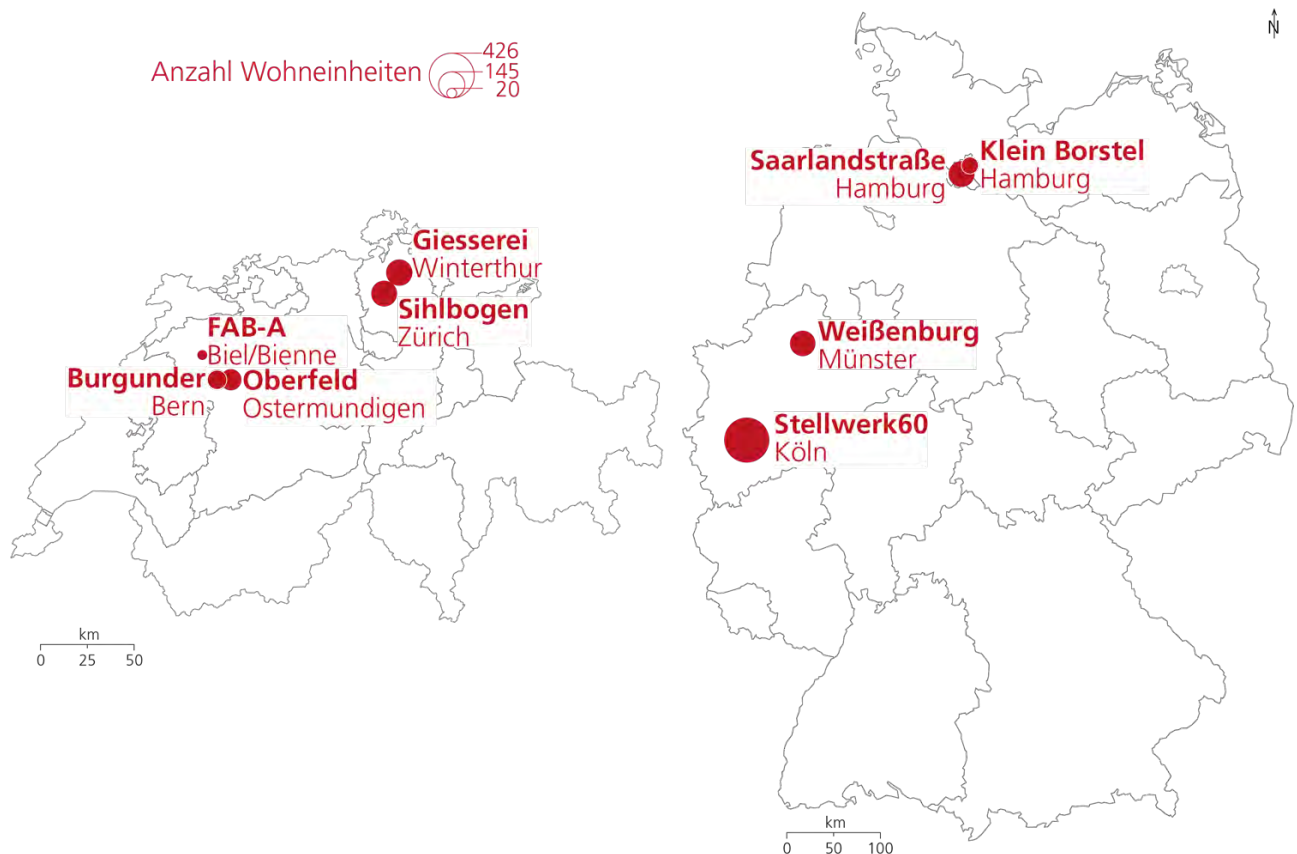 N
426
Anzahl Wohneinheiten 145
20
Saarlandstraße
Hamburg
Klein Borstel
Hamburg
Giesserei
Winterthur
Sihlbogen
Zürich
FAB-A
Biel/Bienne
Burgunder
Bern
Oberfeld
Ostermundigen
Weißenburg
Münster
Stellwerk60
Köln
km
0 25 50
km
0 50 100